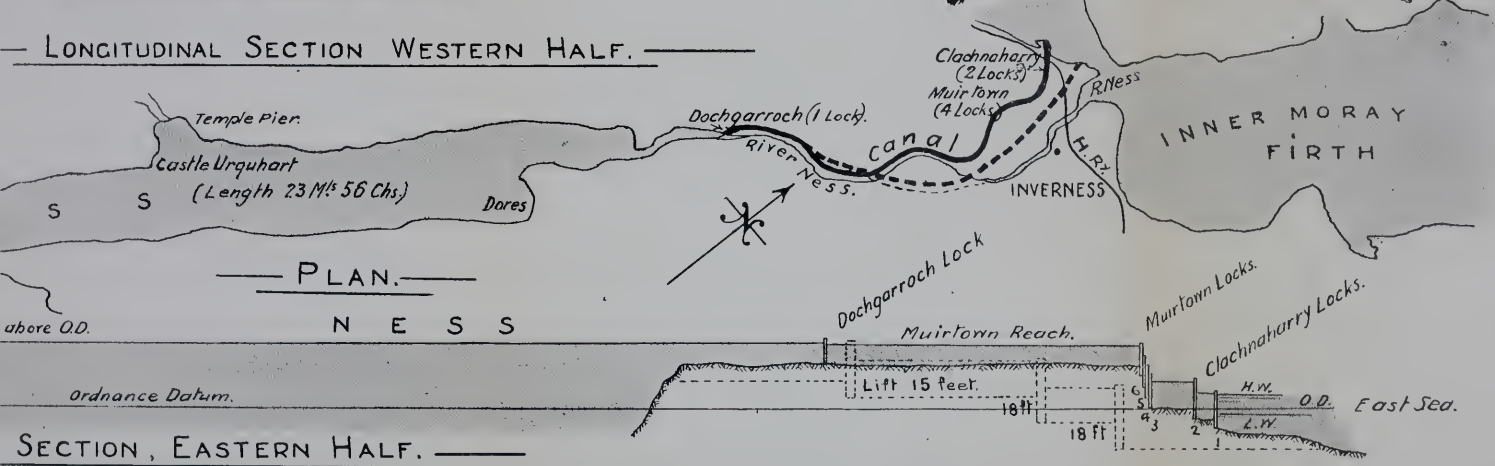 LONGITUDINAL SECTION WESTERN HALF.
Temple Pier.
Castle Urquhart
(Length 23 Mls 56 Chs)
S S
Dores
Dochgarroch (1 Lock).
River Ness.
Canal
Clachnaharry
(2 Locks)
Muirtown
(4 Locks)
R. Ness
H. Ry.
INVERNESS
INNER MORAY
FIRTH
PLAN.
above O.D.
NESS
Dochgarroch Lock
Muirtown Reach.
Muirtown Locks.
Clachnaharry Locks.
Lift 15 feet.
18 ft
18 ft
6
5
4 3
2
H.W.
O.D.
L.W.
East Sea.
Ordnance Datum.
SECTION, EASTERN HALF.